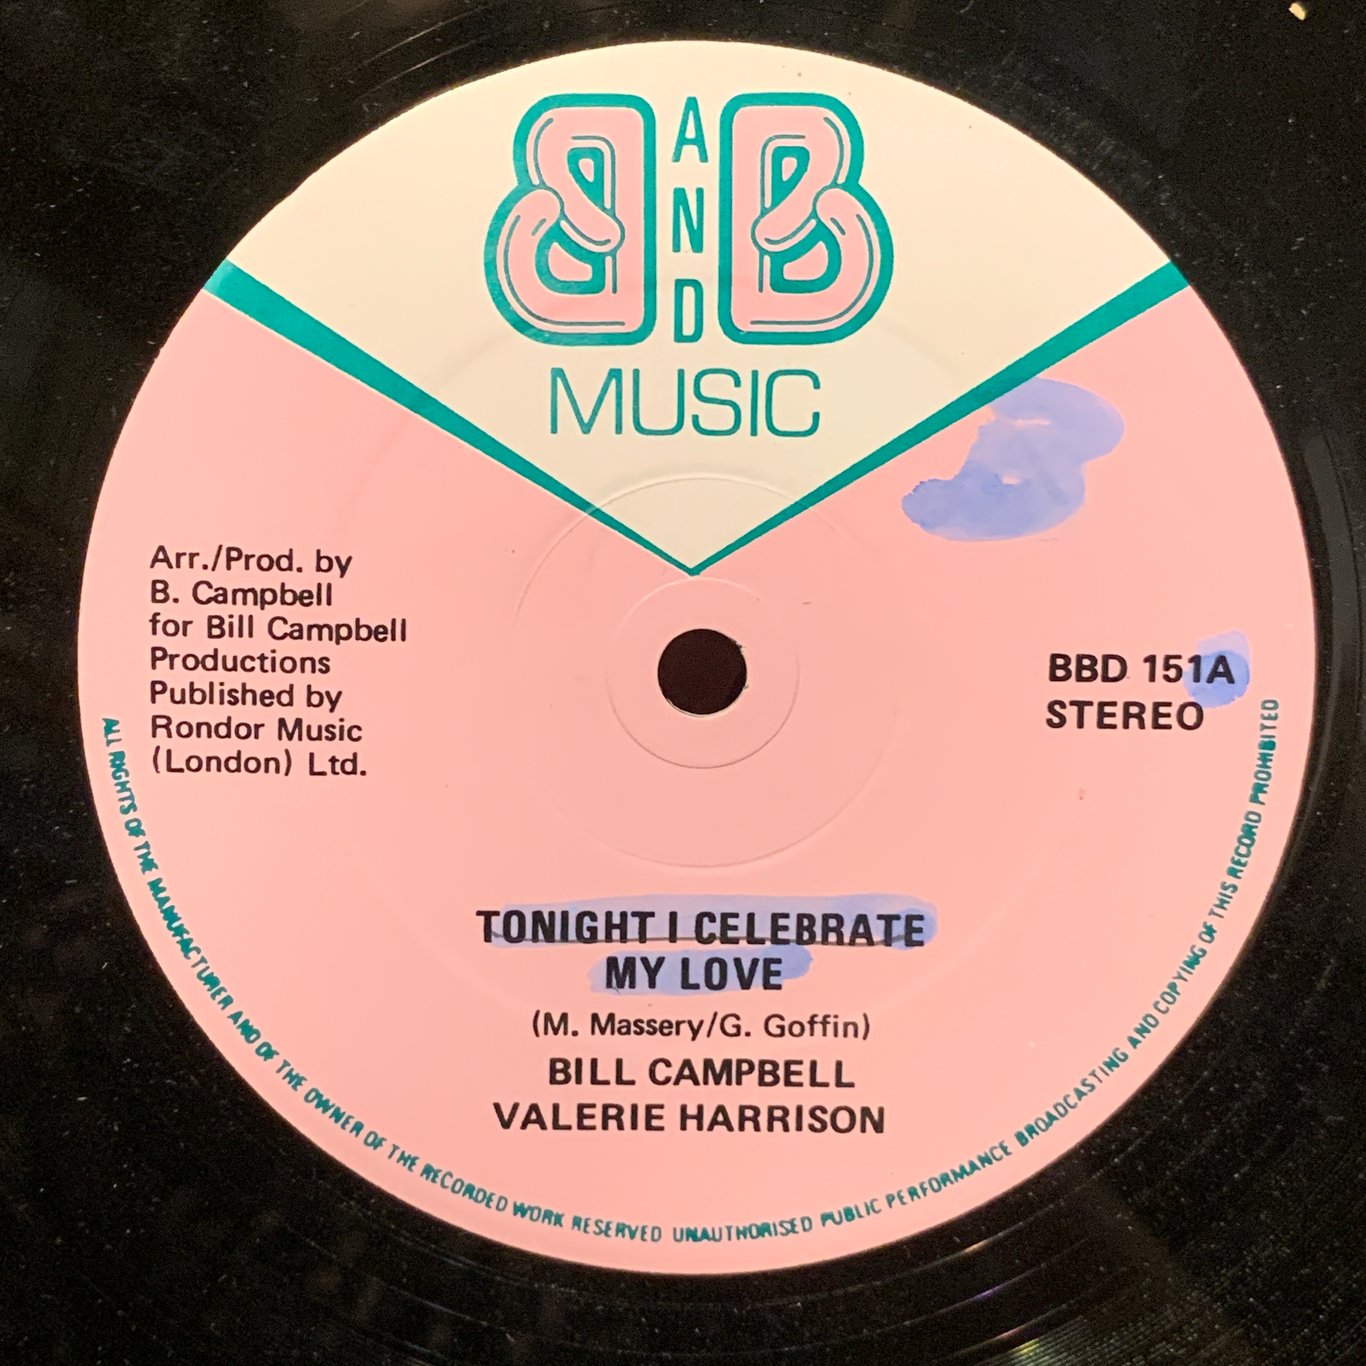 B AND B
MUSIC
Arr./Prod. by
B. Campbell
for Bill Campbell
Productions
Published by
Rondor Music
(London) Ltd.
BBD 151A
STEREO
TONIGHT I CELEBRATE
MY LOVE
(M. Massery/G. Goffin)
BILL CAMPBELL
VALERIE HARRISON
ALL RIGHTS OF THE MANUFACTURER AND OF THE OWNER OF THE RECORDED WORK RESERVED UNAUTHORISED PUBLIC PERFORMANCE BROADCASTING AND COPYING OF THIS RECORD PROHIBITED